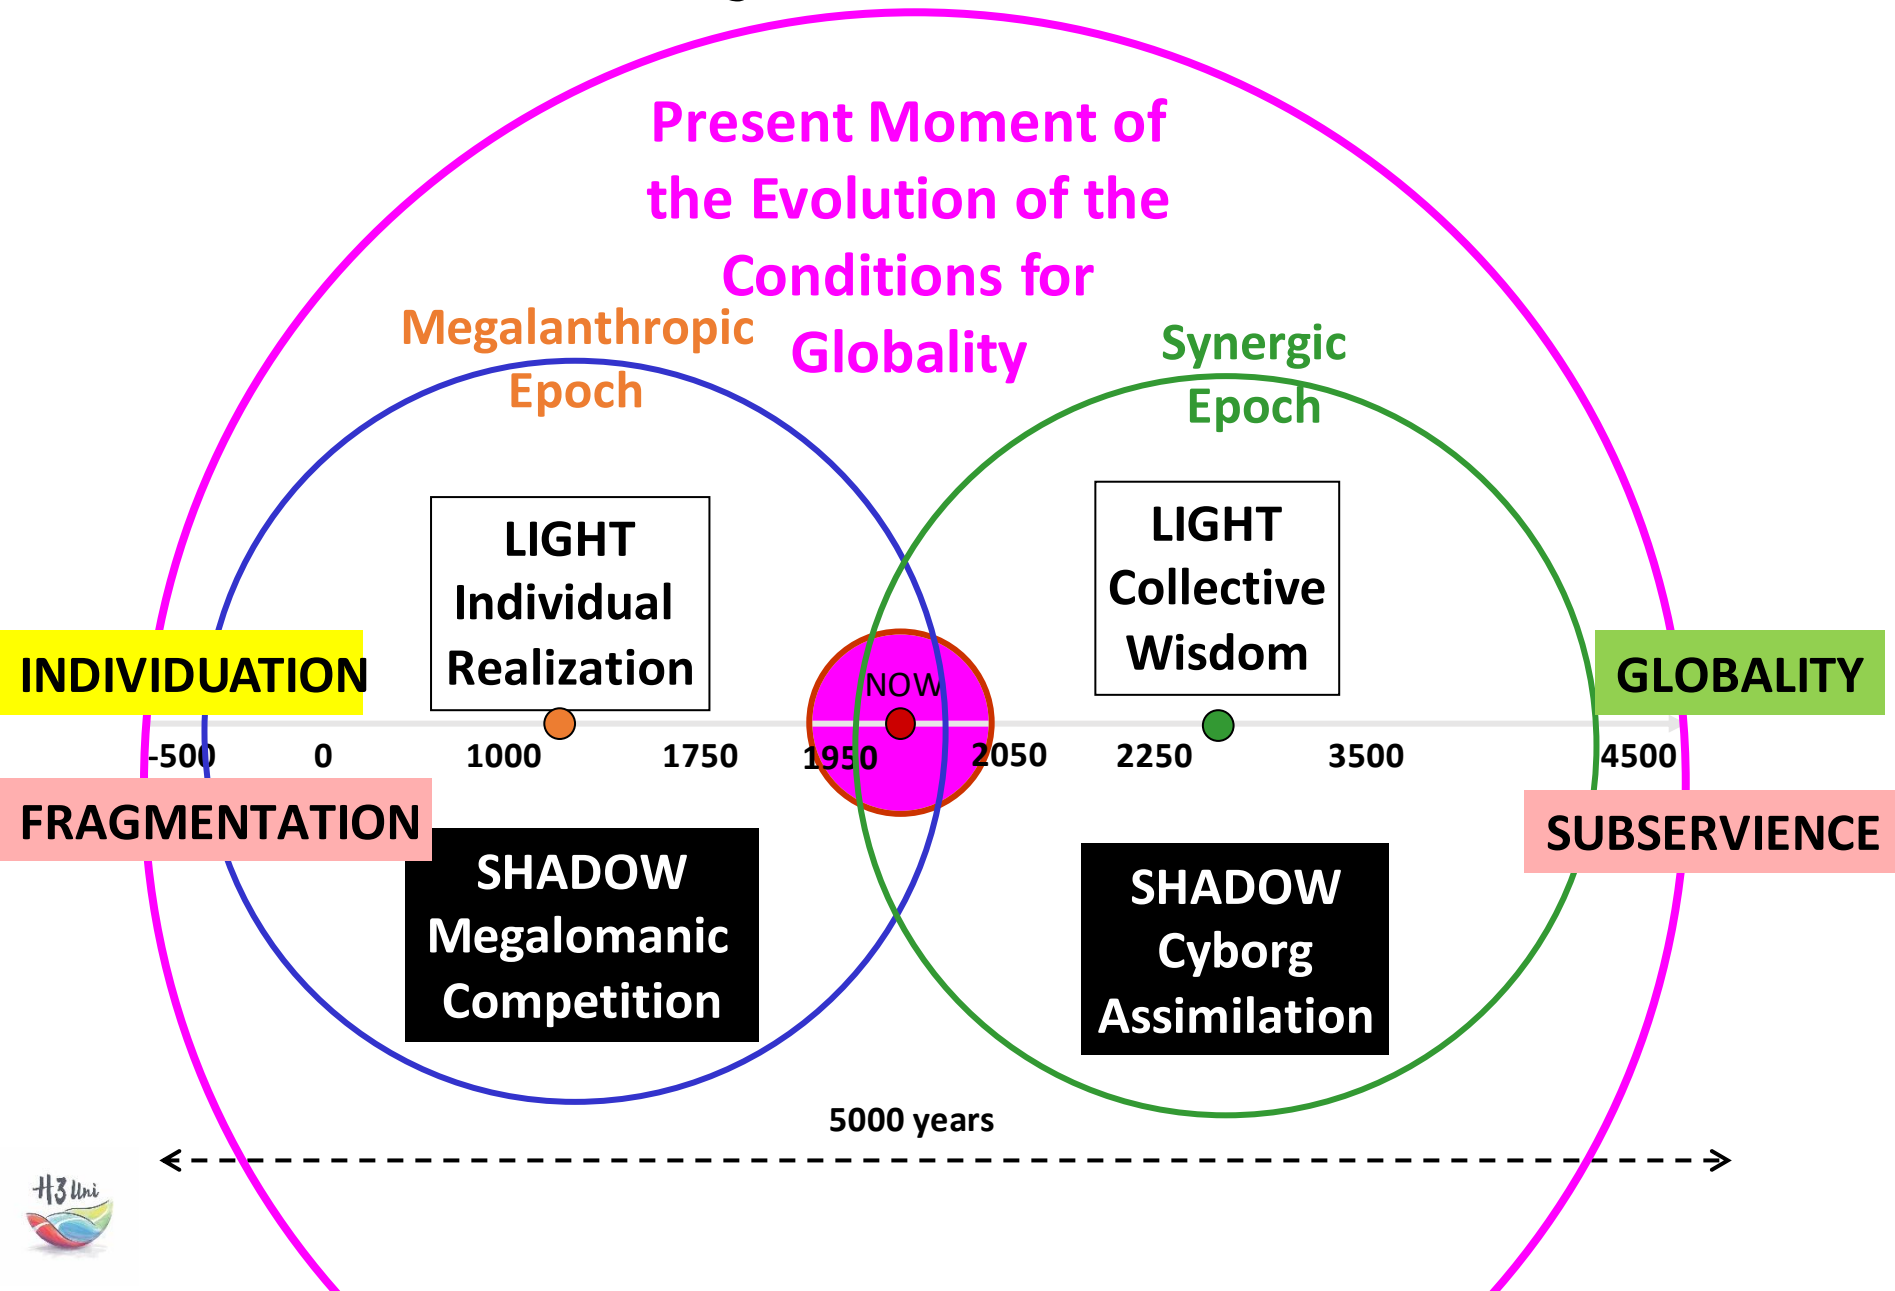 Present Moment of
the Evolution of the
Conditions for
Globality
Megalanthropic
Epoch
Synergic
Epoch
LIGHT
Individual
Realization
LIGHT
Collective
Wisdom
INDIVIDUATION
NOW
GLOBALITY
-500 0 1000 1750 1950 2050 2250 3500 4500
FRAGMENTATION
SUBSERVIENCE
SHADOW
Megalomanic
Competition
SHADOW
Cyborg
Assimilation
5000 years
H3Uni